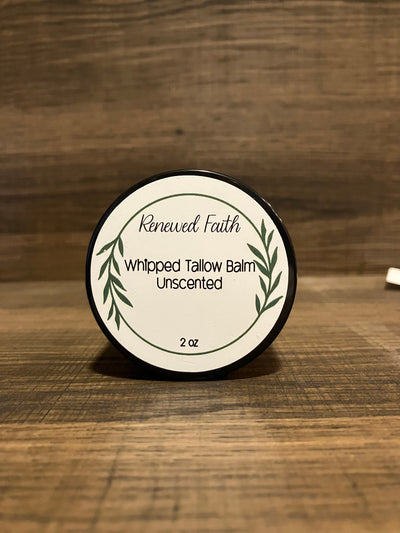 Renewed Faith
Whipped Tallow Balm
Unscented
2 oz